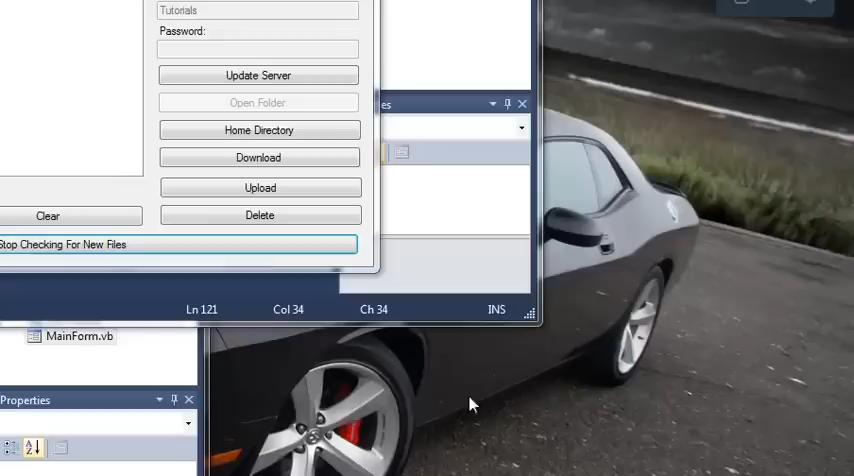 Tutorials
Password:
Update Server
Open Folder
Home Directory
Download
Upload
Delete
Clear
Stop Checking For New Files
es
Ln 121 Col 34 Ch 34 INS
MainForm.vb
Properties